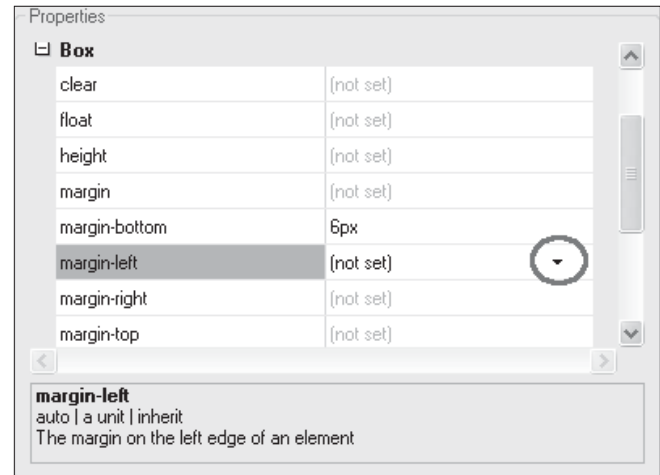 Properties
Box
clear (not set)
float (not set)
height (not set)
margin (not set)
margin-bottom 6px
margin-left (not set)
margin-right (not set)
margin-top (not set)
margin-left
auto | a unit | inherit
The margin on the left edge of an element